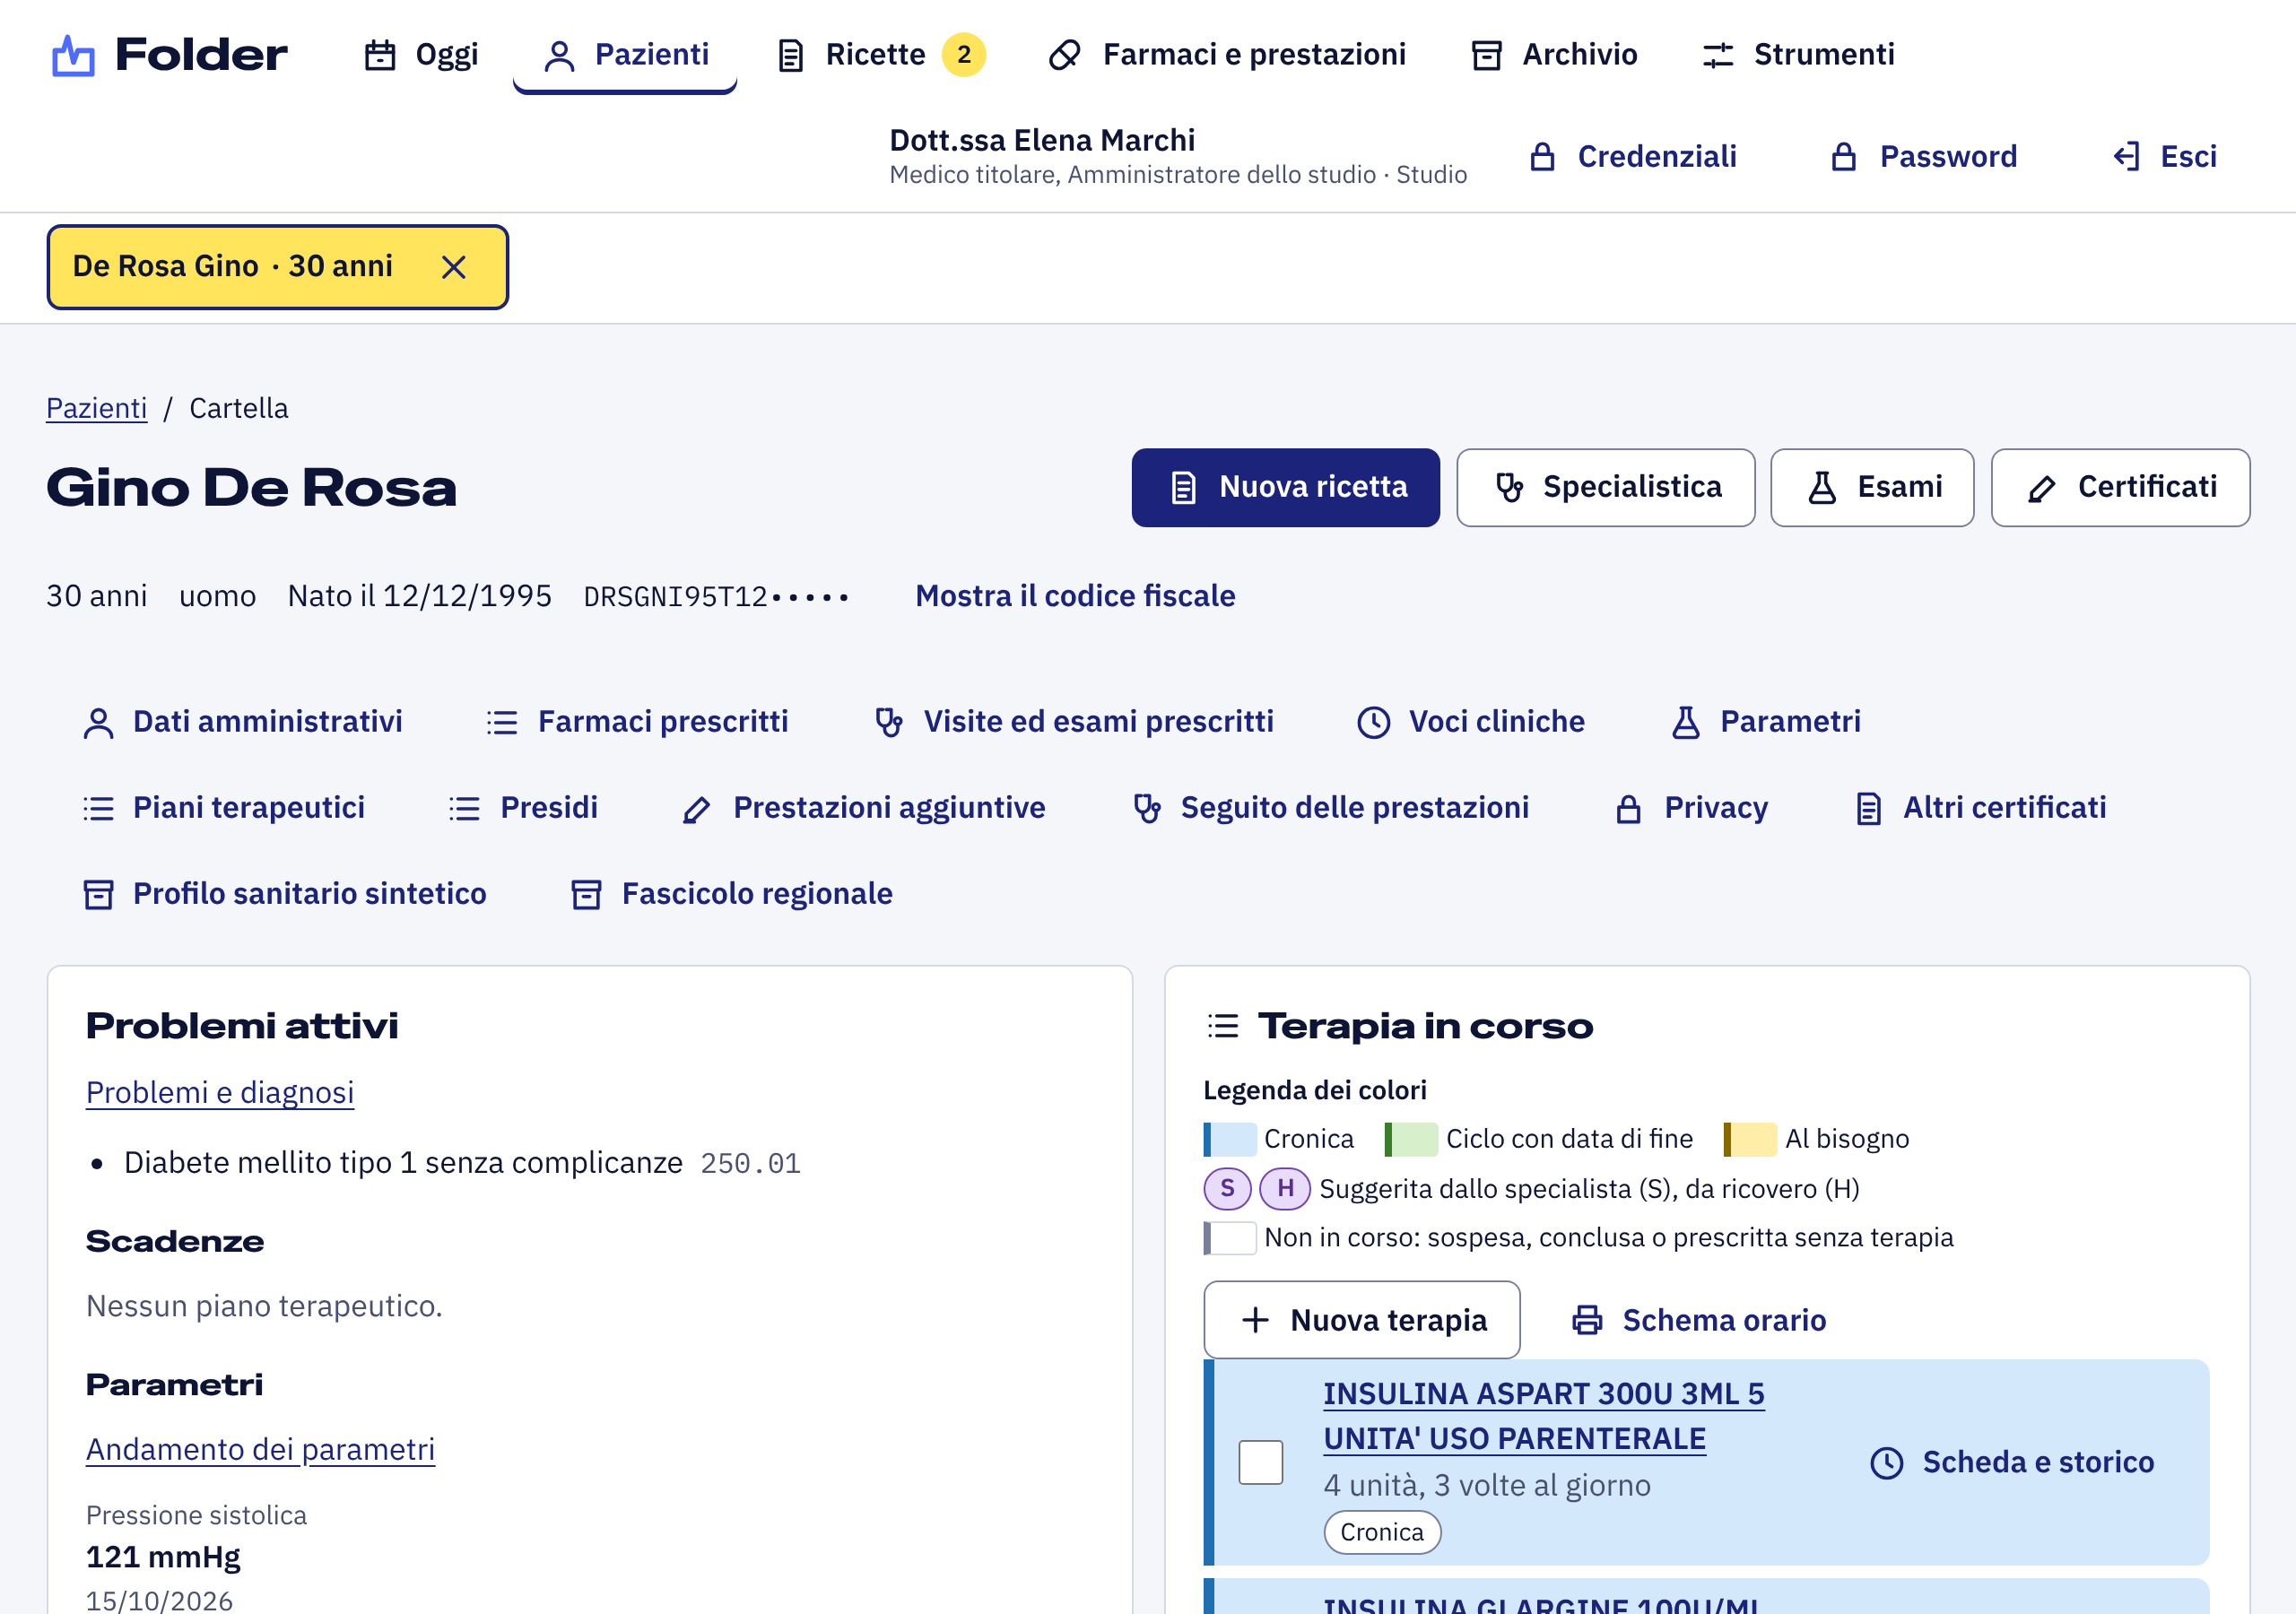 Folder
Oggi
Pazienti
Ricette 2
Farmaci e prestazioni
Archivio
Strumenti
Dott.ssa Elena Marchi
Medico titolare, Amministratore dello studio · Studio
Credenziali
Password
Esci
De Rosa Gino · 30 anni
Pazienti / Cartella
Gino De Rosa
Nuova ricetta
Specialistica
Esami
Certificati
30 anni uomo Nato il 12/12/1995 DRSGNI95T12••••• Mostra il codice fiscale
Dati amministrativi
Farmaci prescritti
Visite ed esami prescritti
Voci cliniche
Parametri
Piani terapeutici
Presidi
Prestazioni aggiuntive
Seguito delle prestazioni
Privacy
Altri certificati
Profilo sanitario sintetico
Fascicolo regionale
Problemi attivi
Problemi e diagnosi
• Diabete mellito tipo 1 senza complicanze 250.01
Scadenze
Nessun piano terapeutico.
Parametri
Andamento dei parametri
Pressione sistolica
121 mmHg
15/10/2026
Terapia in corso
Legenda dei colori
Cronica Ciclo con data di fine Al bisogno
S H Suggerita dallo specialista (S), da ricovero (H)
Non in corso: sospesa, conclusa o prescritta senza terapia
Nuova terapia
Schema orario
INSULINA ASPART 300U 3ML 5
UNITA' USO PARENTERALE
4 unità, 3 volte al giorno
Cronica
Scheda e storico
INSULINA GLARGINE 100U/ML